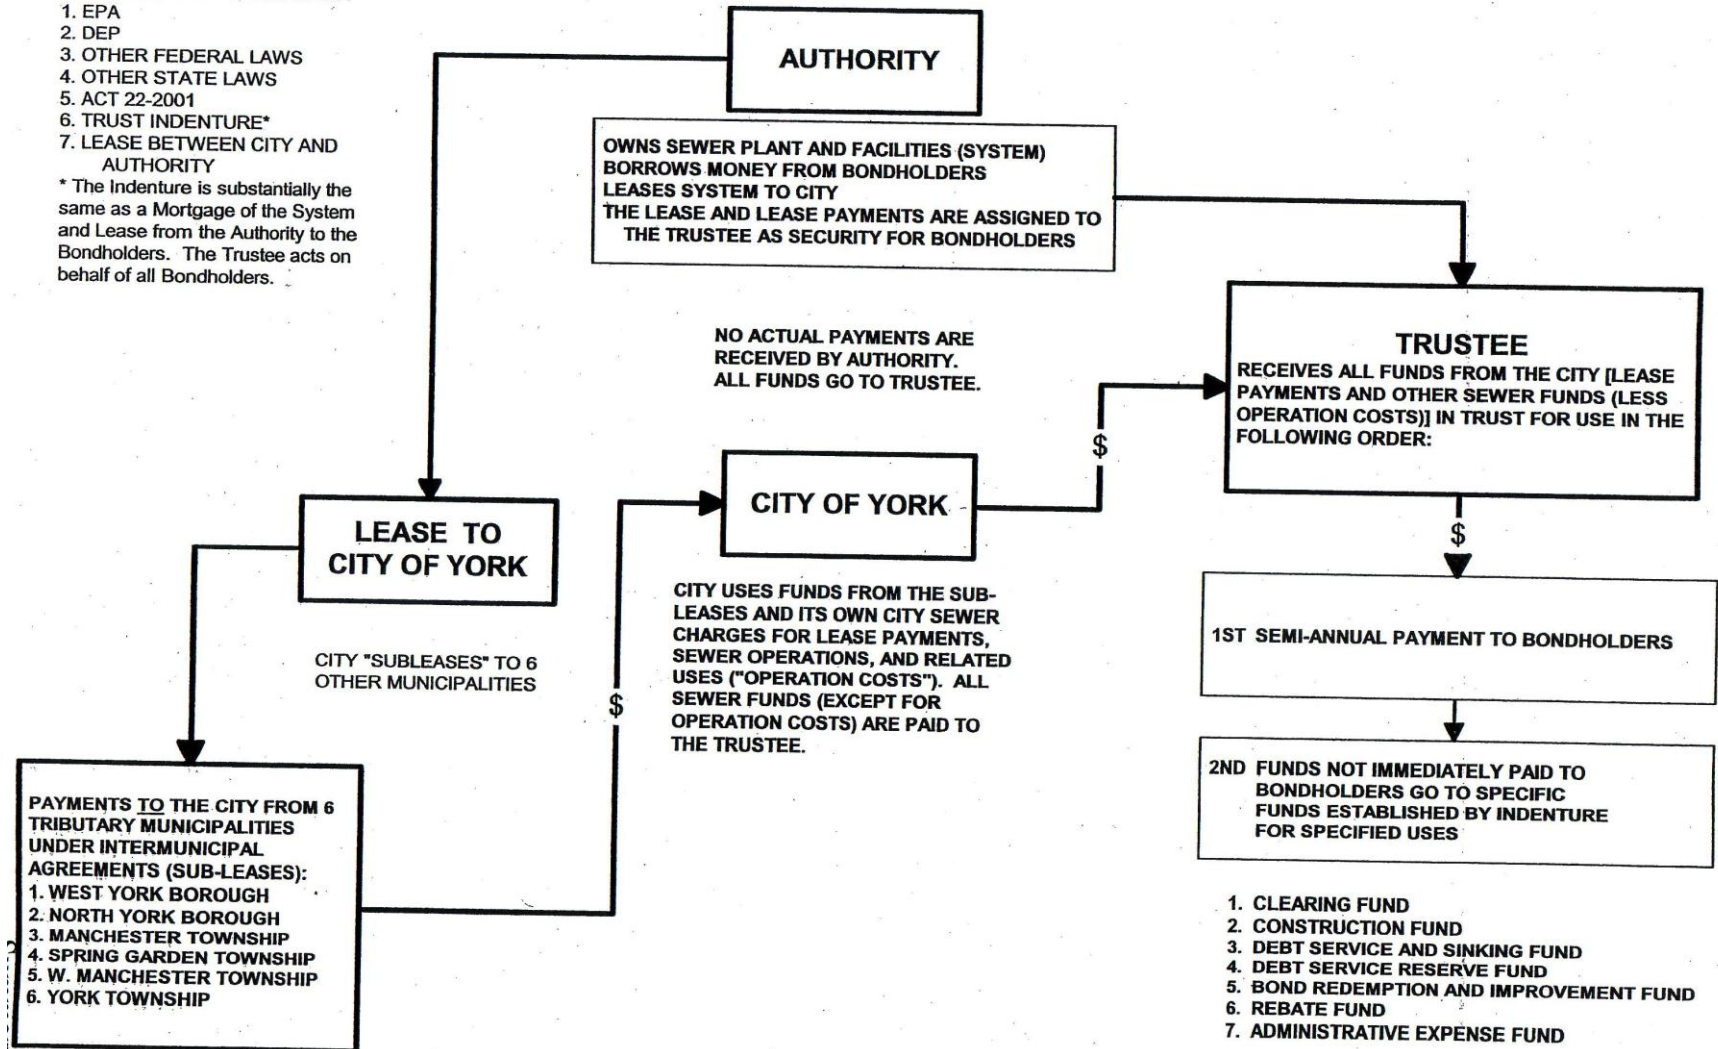 1. EPA
2. DEP
3. OTHER FEDERAL LAWS
4. OTHER STATE LAWS
5. ACT 22-2001
6. TRUST INDENTURE*
7. LEASE BETWEEN CITY AND
AUTHORITY
* The Indenture is substantially the
same as a Mortgage of the System
and Lease from the Authority to the
Bondholders. The Trustee acts on
behalf of all Bondholders.
AUTHORITY
OWNS SEWER PLANT AND FACILITIES (SYSTEM)
BORROWS MONEY FROM BONDHOLDERS
LEASES SYSTEM TO CITY
THE LEASE AND LEASE PAYMENTS ARE ASSIGNED TO
THE TRUSTEE AS SECURITY FOR BONDHOLDERS
NO ACTUAL PAYMENTS ARE
RECEIVED BY AUTHORITY.
ALL FUNDS GO TO TRUSTEE.
TRUSTEE
RECEIVES ALL FUNDS FROM THE CITY [LEASE
PAYMENTS AND OTHER SEWER FUNDS (LESS
OPERATION COSTS)] IN TRUST FOR USE IN THE
FOLLOWING ORDER:
$
LEASE TO
CITY OF YORK
CITY OF YORK
$
CITY "SUBLEASES" TO 6
OTHER MUNICIPALITIES
$
CITY USES FUNDS FROM THE SUB-
LEASES AND ITS OWN CITY SEWER
CHARGES FOR LEASE PAYMENTS,
SEWER OPERATIONS, AND RELATED
USES ("OPERATION COSTS"). ALL
SEWER FUNDS (EXCEPT FOR
OPERATION COSTS) ARE PAID TO
THE TRUSTEE.
1ST SEMI-ANNUAL PAYMENT TO BONDHOLDERS
2ND FUNDS NOT IMMEDIATELY PAID TO
BONDHOLDERS GO TO SPECIFIC
FUNDS ESTABLISHED BY INDENTURE
FOR SPECIFIED USES
PAYMENTS TO THE CITY FROM 6
TRIBUTARY MUNICIPALITIES
UNDER INTERMUNICIPAL
AGREEMENTS (SUB-LEASES):
1. WEST YORK BOROUGH
2. NORTH YORK BOROUGH
3. MANCHESTER TOWNSHIP
4. SPRING GARDEN TOWNSHIP
5. W. MANCHESTER TOWNSHIP
6. YORK TOWNSHIP
1. CLEARING FUND
2. CONSTRUCTION FUND
3. DEBT SERVICE AND SINKING FUND
4. DEBT SERVICE RESERVE FUND
5. BOND REDEMPTION AND IMPROVEMENT FUND
6. REBATE FUND
7. ADMINISTRATIVE EXPENSE FUND